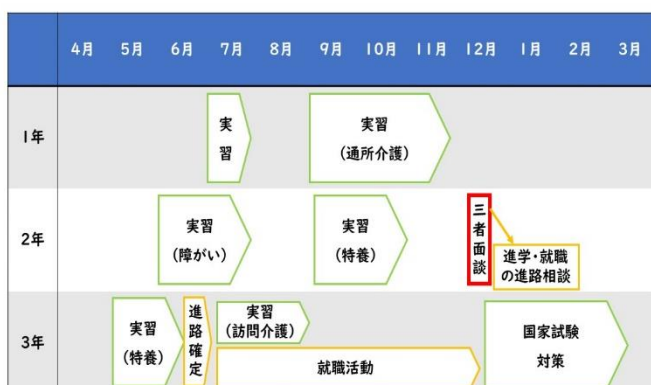 4月 5月 6月 7月 8月 9月 10月 11月 12月 1月 2月 3月
1年
実
習
実習
(通所介護)
2年
実習
(障がい)
実習
(特養)
三
者
面
談
進学・就職
の進路相談
3年
実習
(特養)
進
路
確
定
実習
(訪問介護)
就職活動
国家試験
対策